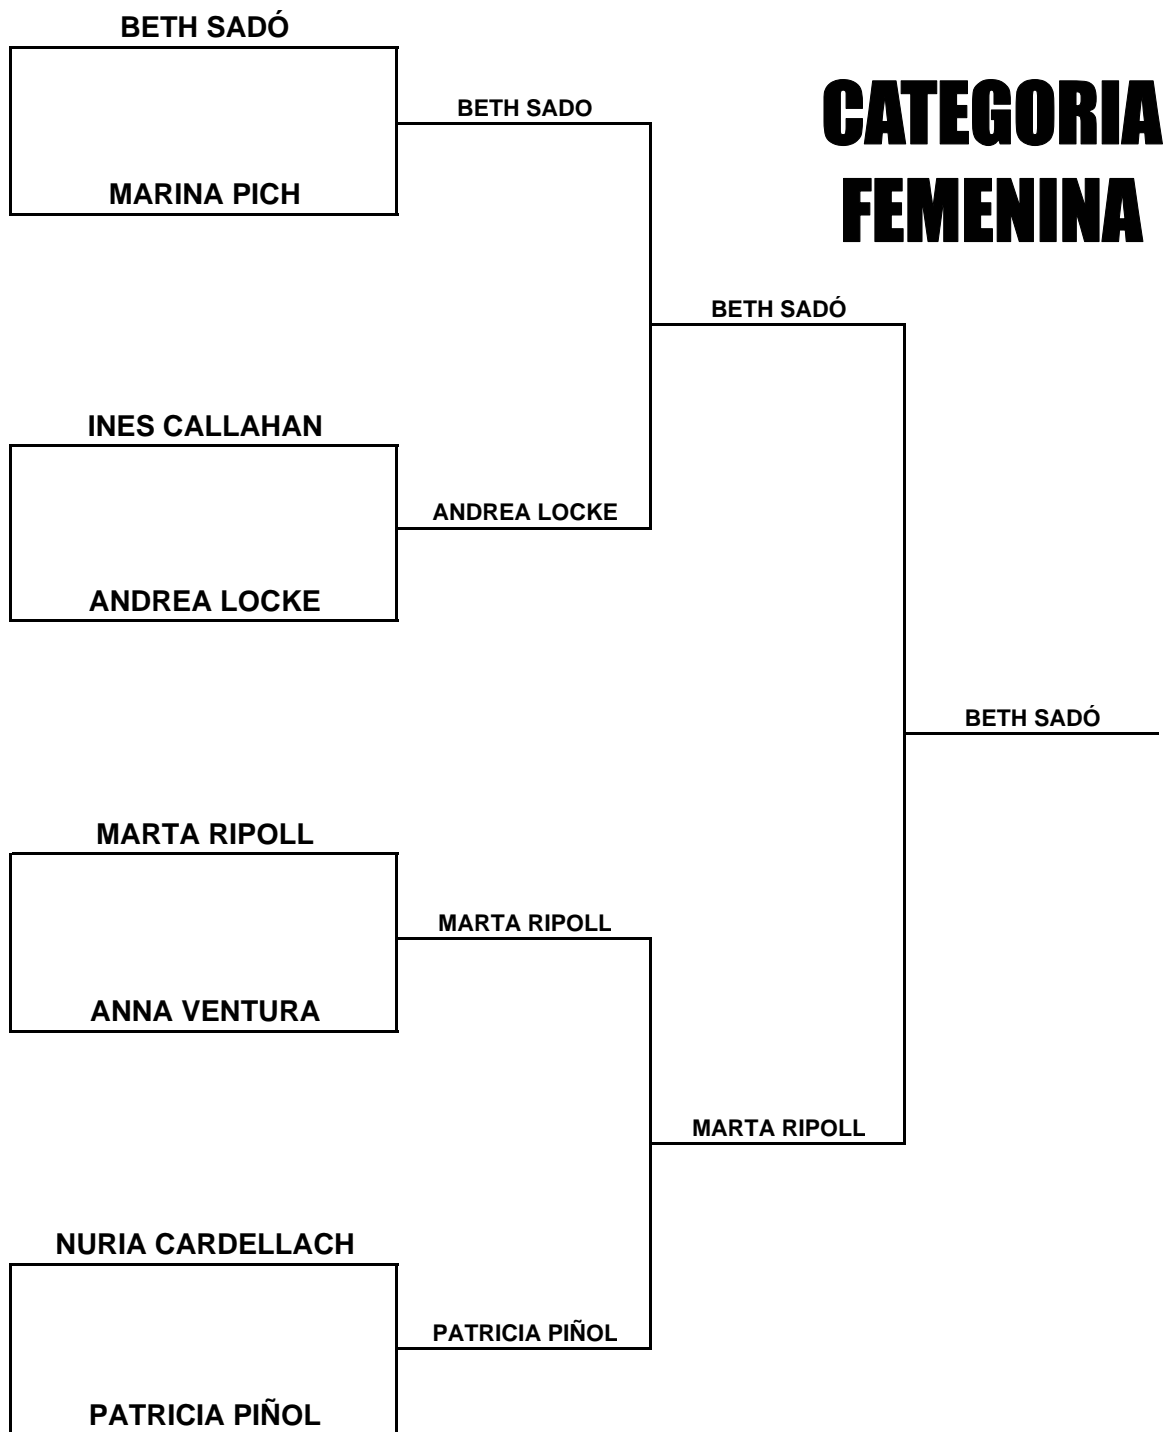 BETH SADÓ
BETH SADO
CATEGORIA
FEMENINA
MARINA PICH
BETH SADÓ
INES CALLAHAN
ANDREA LOCKE
ANDREA LOCKE
BETH SADÓ
MARTA RIPOLL
MARTA RIPOLL
ANNA VENTURA
MARTA RIPOLL
NURIA CARDELLACH
PATRICIA PIÑOL
PATRICIA PIÑOL